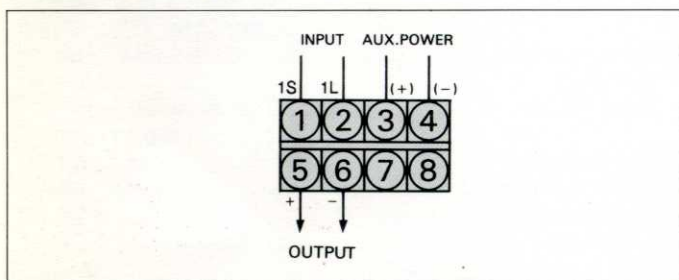 INPUT AUX.POWER
1S 1L (+) (-)
1 2 3 4
5 6 7 8
+ -
OUTPUT